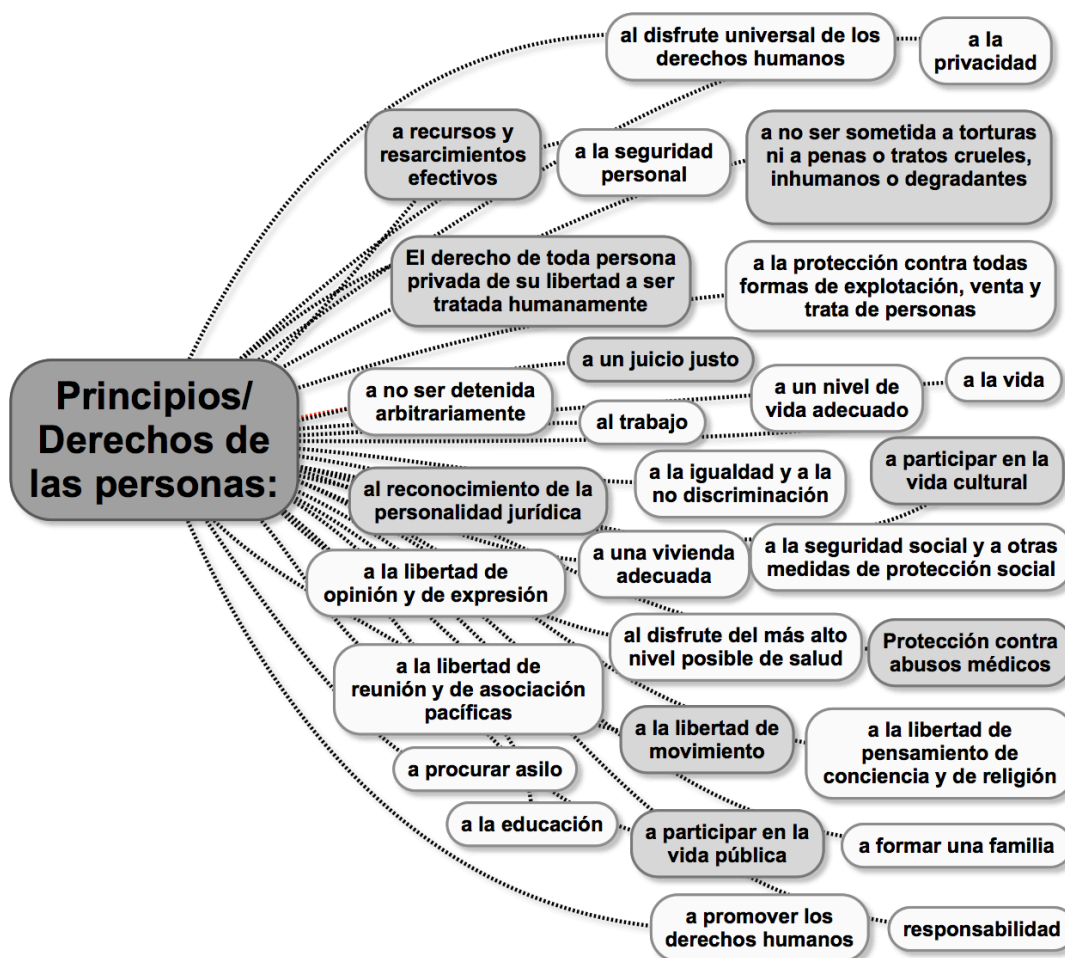 Principios/
Derechos de
las personas:
al disfrute universal de los
derechos humanos
a la
privacidad
a recursos y
resarcimientos
efectivos
a la seguridad
personal
a no ser sometida a torturas
ni a penas o tratos crueles,
inhumanos o degradantes
El derecho de toda persona
privada de su libertad a ser
tratada humanamente
a la protección contra todas
formas de explotación, venta y
trata de personas
a un juicio justo
a no ser detenida
arbitrariamente
al trabajo
a un nivel de
vida adecuado
a la vida
a la igualdad y a la
no discriminación
a participar en la
vida cultural
al reconocimiento de la
personalidad jurídica
a una vivienda
adecuada
a la seguridad social y a otras
medidas de protección social
a la libertad de
opinión y de expresión
al disfrute del más alto
nivel posible de salud
Protección contra
abusos médicos
a la libertad de
reunión y de asociación
pacíficas
a la libertad de
movimiento
a la libertad de
pensamiento de
conciencia y de religión
a procurar asilo
a la educación
a participar en la
vida pública
a formar una familia
a promover los
derechos humanos
responsabilidad